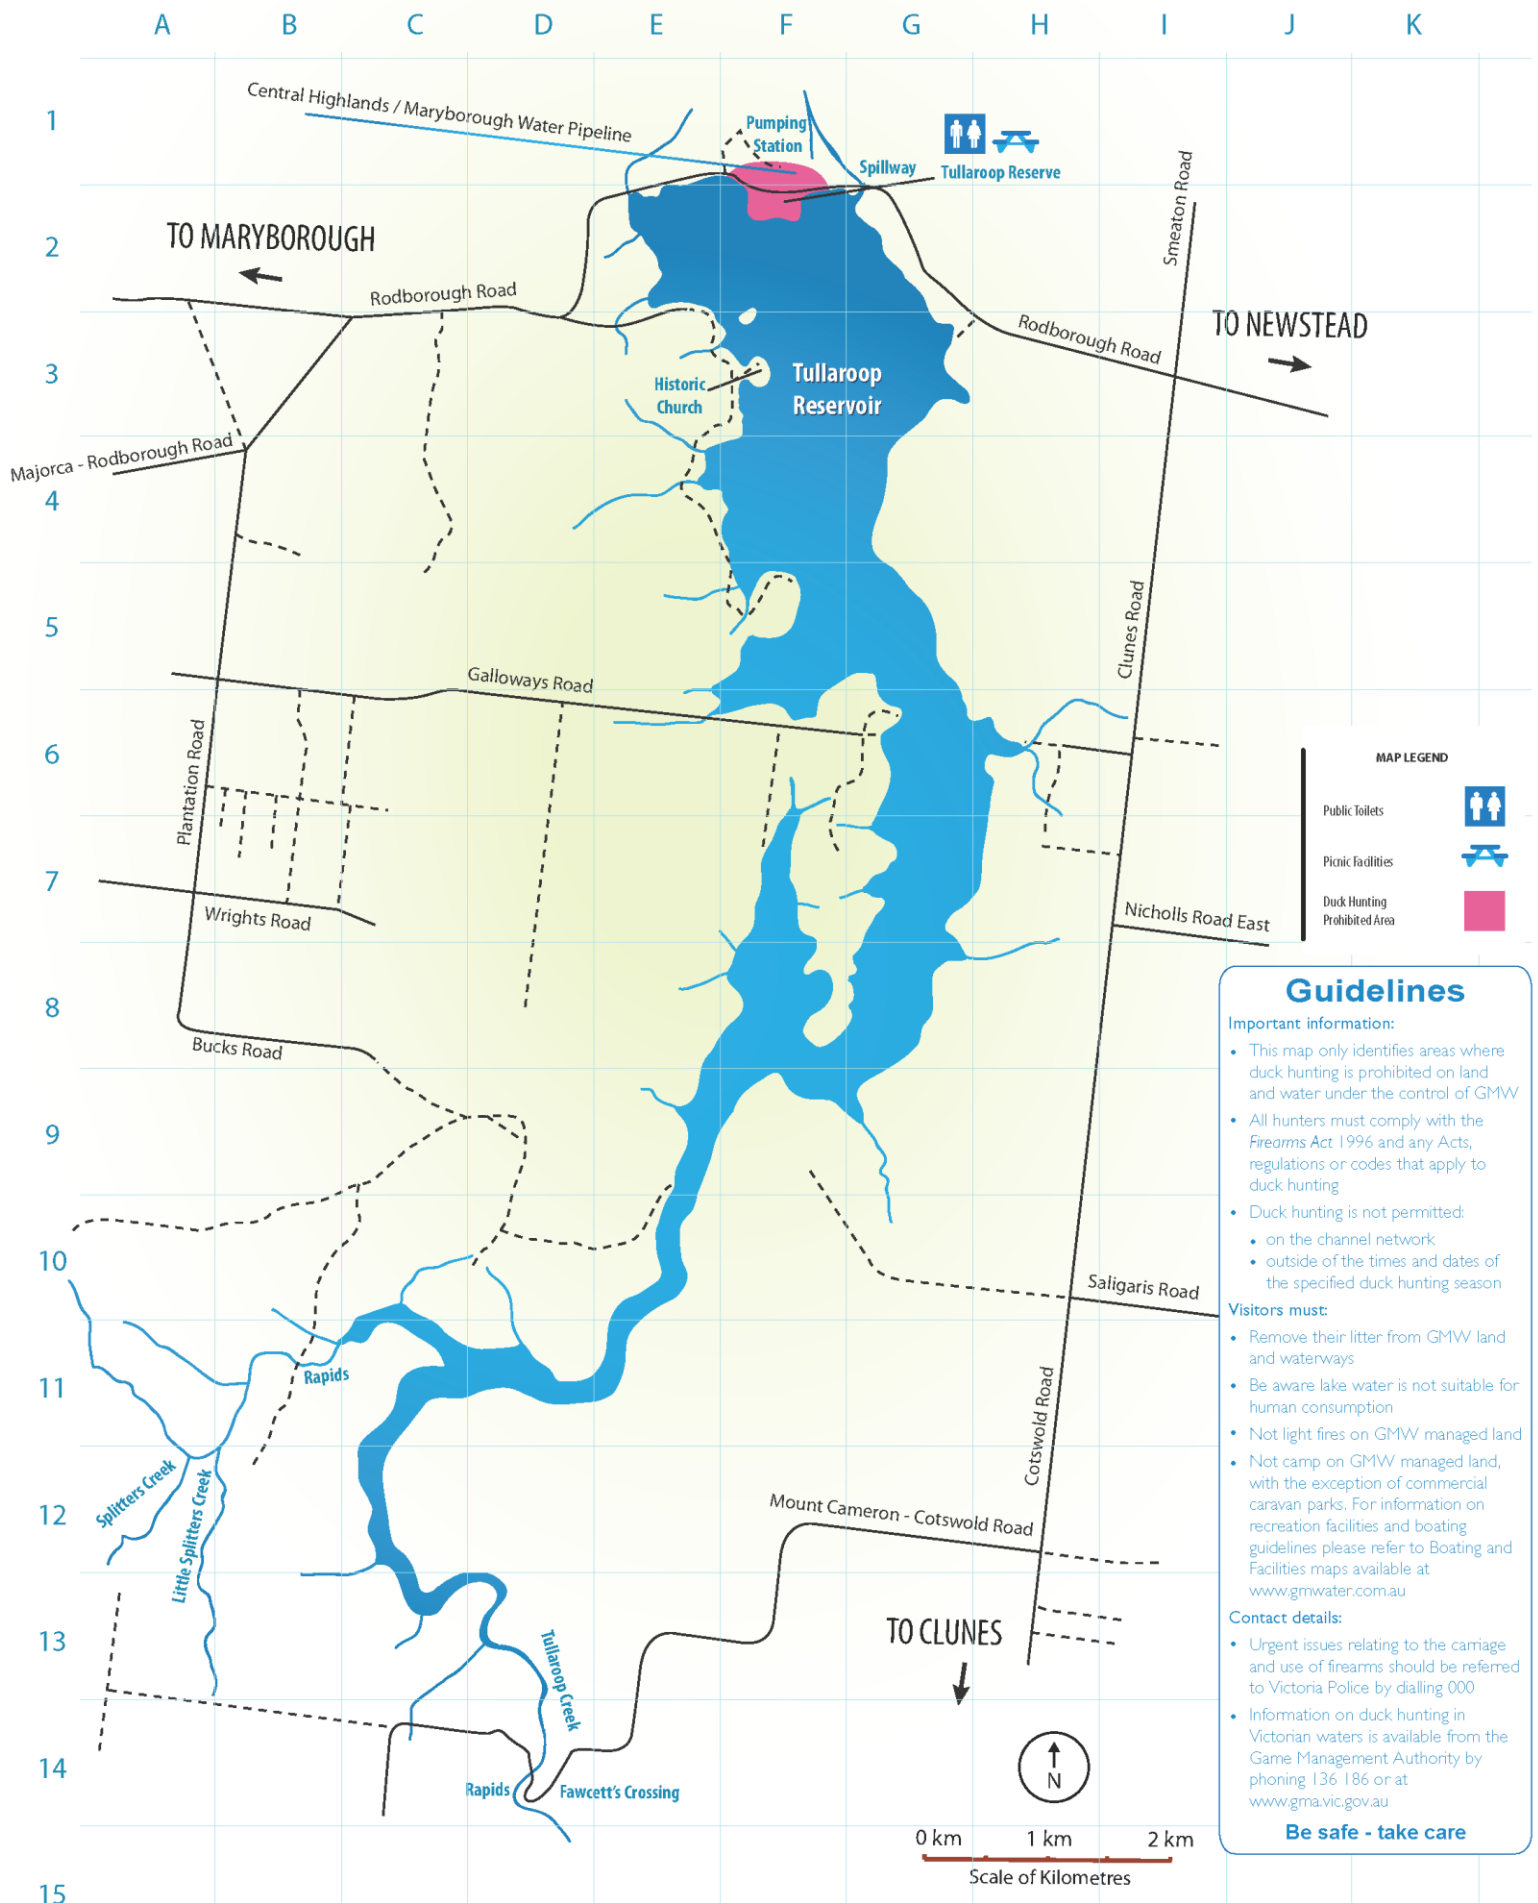 A B C D E F G H I J K
1
2
3
4
5
6
7
8
9
10
11
12
13
14
15
Central Highlands / Maryborough Water Pipeline
Pumping
Station
Spillway
Tullaroop Reserve
Smeaton Road
TO MARYBOROUGH
Rodborough Road
Rodborough Road
TO NEWSTEAD
Historic
Church
Tullaroop
Reservoir
Majorca - Rodborough Road
Clunes Road
Galloways Road
Plantation Road
Wrights Road
Nicholls Road East
Bucks Road
Saligaris Road
Rapids
Cotswold Road
Splitters Creek
Little Splitters Creek
Mount Cameron - Cotswold Road
TO CLUNES
Tullaroop Creek
Rapids
Fawcett's Crossing
N
0 km 1 km 2 km
Scale of Kilometres
MAP LEGEND
Public Toilets
Picnic Facilities
Duck Hunting
Prohibited Area
Guidelines
Important information:
• This map only identifies areas where
duck hunting is prohibited on land
and water under the control of GMW
• All hunters must comply with the
Firearms Act 1996 and any Acts,
regulations or codes that apply to
duck hunting
• Duck hunting is not permitted:
• on the channel network
• outside of the times and dates of
the specified duck hunting season
Visitors must:
• Remove their litter from GMW land
and waterways
• Be aware lake water is not suitable for
human consumption
• Not light fires on GMW managed land
• Not camp on GMW managed land,
with the exception of commercial
caravan parks. For information on
recreation facilities and boating
guidelines please refer to Boating and
Facilities maps available at
www.gmwater.com.au
Contact details:
• Urgent issues relating to the carriage
and use of firearms should be referred
to Victoria Police by dialling 000
• Information on duck hunting in
Victorian waters is available from the
Game Management Authority by
phoning 136 186 or at
www.gma.vic.gov.au
Be safe - take care